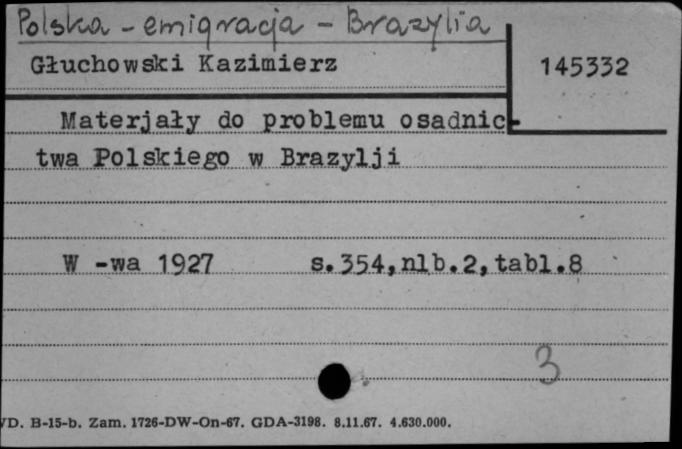 Polska - emigracja - Brazylia
Głuchowski Kazimierz
145332
Materjały do problemu osadnic-
twa Polskiego w Brazylji
W -wa 1927 s.354,nlb.2,tabl.8
3
VD. B-15-b. Zam. 1726-DW-On-67. GDA-3198. 8.11.67. 4.630.000.